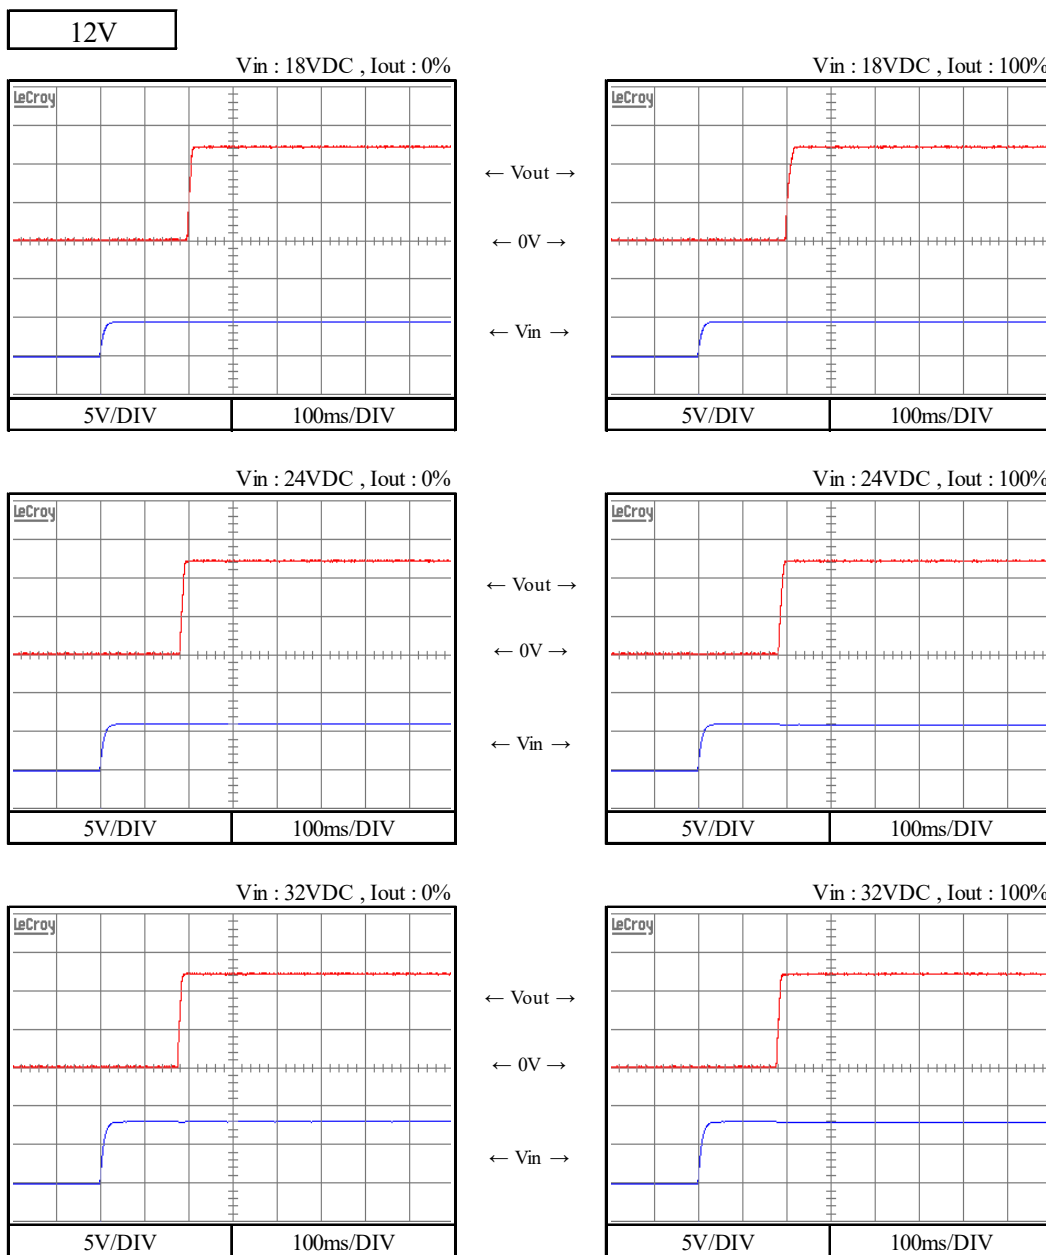 12V
Vin : 18VDC , Iout : 0%
Vin : 18VDC , Iout : 100%
LeCroy
LeCroy
← Vout →
← 0V →
← Vin →
5V/DIV
100ms/DIV
5V/DIV
100ms/DIV
Vin : 24VDC , Iout : 0%
Vin : 24VDC , Iout : 100%
LeCroy
LeCroy
← Vout →
← 0V →
← Vin →
5V/DIV
100ms/DIV
5V/DIV
100ms/DIV
Vin : 32VDC , Iout : 0%
Vin : 32VDC , Iout : 100%
LeCroy
LeCroy
← Vout →
← 0V →
← Vin →
5V/DIV
100ms/DIV
5V/DIV
100ms/DIV